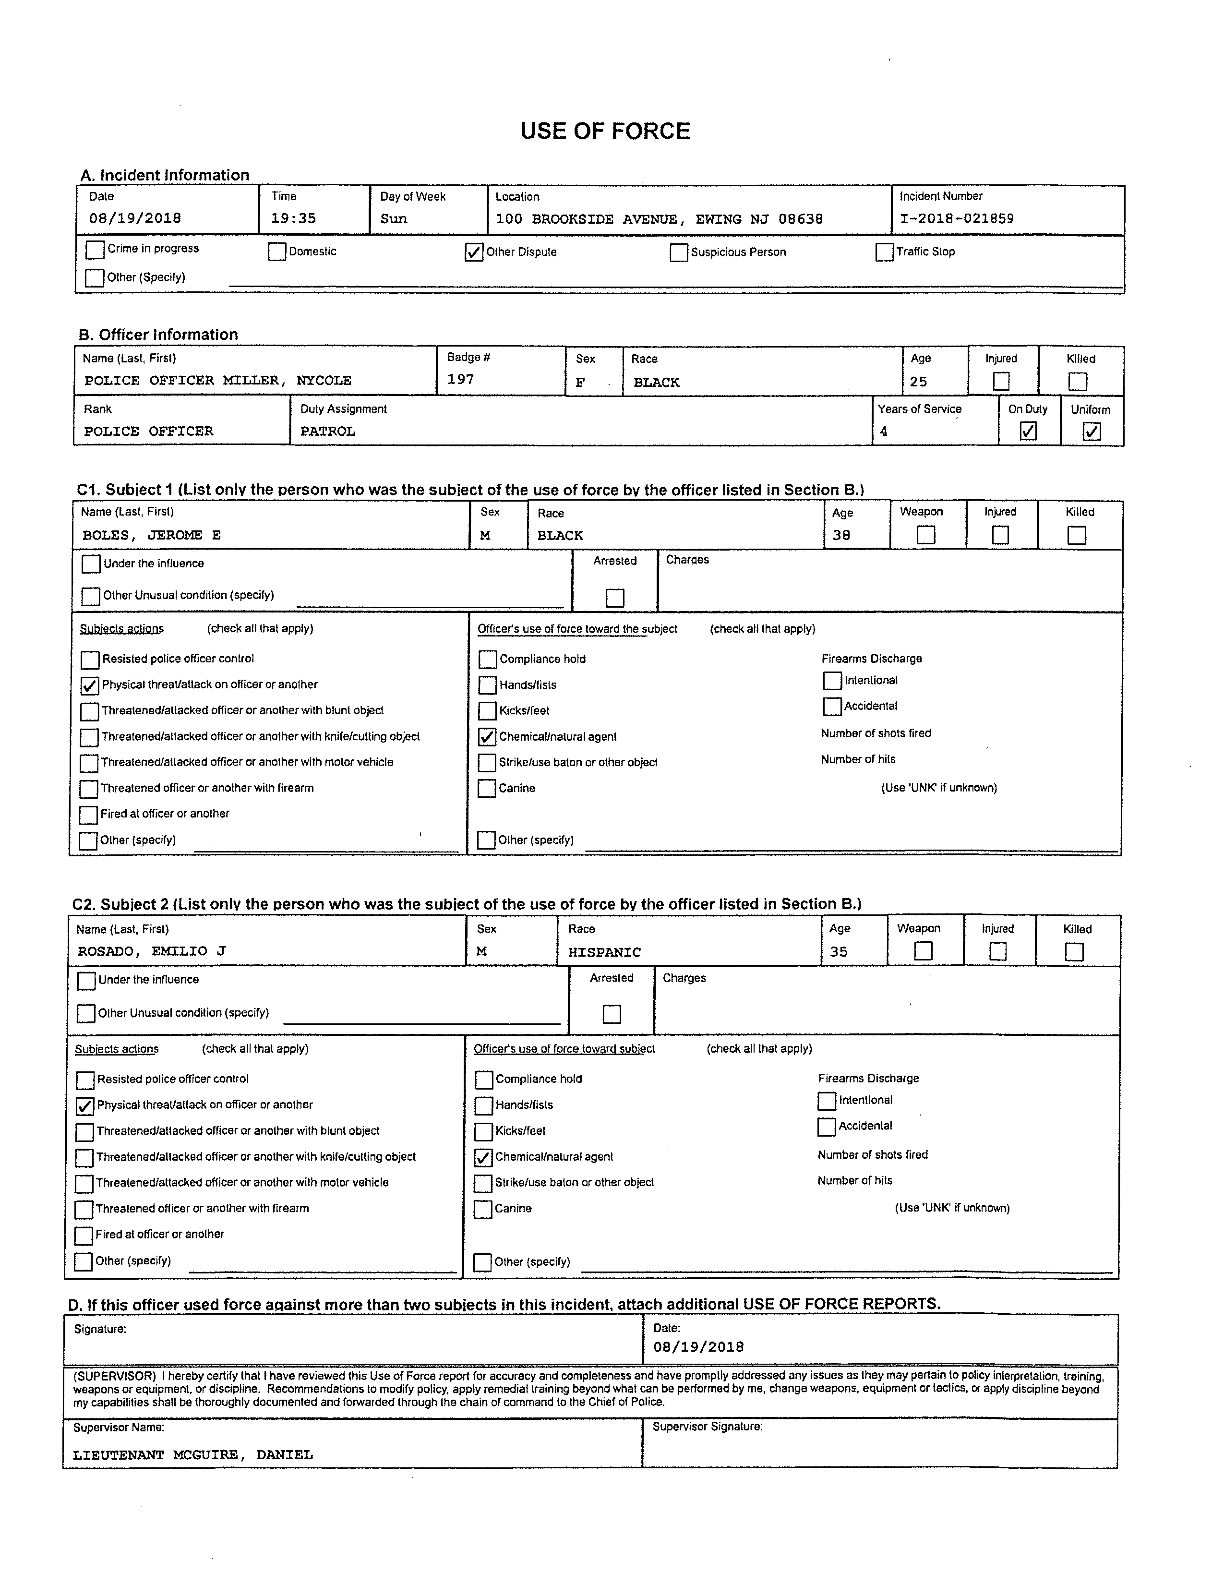 USE OF FORCE
A. Incident Information
Date Time Day of Week Location Incident Number
08/19/2018 19:35 Sun 100 BROOKSIDE AVENUE, EWING NJ 08638 I-2018-021859
Crime in progress Domestic Other Dispute Suspicious Person Traffic Stop
Other (Specify)
B. Officer Information
Name (Last, First) Badge # Sex Race Age Injured Killed
POLICE OFFICER MILLER, NYCOLE 197 F BLACK 25
Rank Duty Assignment Years of Service On Duty Uniform
POLICE OFFICER PATROL 4
C1. Subject 1 (List only the person who was the subject of the use of force by the officer listed in Section B.)
Name (Last, First) Sex Race Age Weapon Injured Killed
BOLES, JEROME E M BLACK 38
Under the influence Arrested Charges
Other Unusual condition (specify)
Subjects actions (check all that apply) Officer's use of force toward the subject (check all that apply)
Resisted police officer control Compliance hold Firearms Discharge
Physical threat/attack on officer or another Hands/fists Intentional
Threatened/attacked officer or another with blunt object Kicks/feet Accidental
Threatened/attacked officer or another with knife/cutting object Chemical/natural agent Number of shots fired
Threatened/attacked officer or another with motor vehicle Strike/use baton or other object Number of hits
Threatened officer or another with firearm Canine (Use 'UNK' if unknown)
Fired at officer or another
Other (specify) Other (specify)
C2. Subject 2 (List only the person who was the subject of the use of force by the officer listed in Section B.)
Name (Last, First) Sex Race Age Weapon Injured Killed
ROSADO, EMILIO J M HISPANIC 35
Under the influence Arrested Charges
Other Unusual condition (specify)
Subjects actions (check all that apply) Officer's use of force toward subject (check all that apply)
Resisted police officer control Compliance hold Firearms Discharge
Physical threat/attack on officer or another Hands/fists Intentional
Threatened/attacked officer or another with blunt object Kicks/feet Accidental
Threatened/attacked officer or another with knife/cutting object Chemical/natural agent Number of shots fired
Threatened/attacked officer or another with motor vehicle Strike/use baton or other object Number of hits
Threatened officer or another with firearm Canine (Use 'UNK' if unknown)
Fired at officer or another
Other (specify) Other (specify)
D. If this officer used force against more than two subjects in this incident, attach additional USE OF FORCE REPORTS.
Signature: Date:
08/19/2018
(SUPERVISOR) I hereby certify that I have reviewed this Use of Force report for accuracy and completeness and have promptly addressed any issues as they may pertain to policy interpretation, training,
weapons or equipment, or discipline. Recommendations to modify policy, apply remedial training beyond what can be performed by me, change weapons, equipment or tactics, or apply discipline beyond
my capabilities shall be thoroughly documented and forwarded through the chain of command to the Chief of Police.
Supervisor Name: Supervisor Signature:
LIEUTENANT MCGUIRE, DANIEL